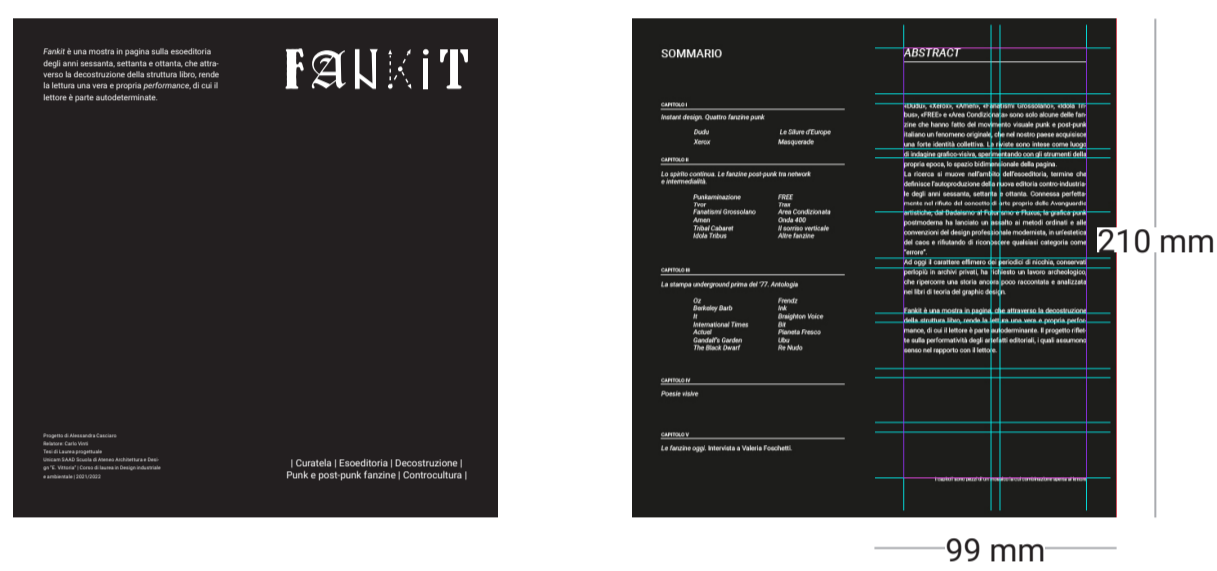 Fankit è una mostra in pagina sulla esoeditoria
degli anni sessanta, settanta e ottanta, che attra-
verso la decostruzione della struttura libro, rende
la lettura una vera e propria performance, di cui il
lettore è parte autodeterminate.
FANKiT
Progetto di Alessandra Casciaro
Relatore: Carlo Vinti
Tesi di Laurea progettuale
Unicam SAAD Scuola di Ateneo Architettura e Desi-
gn "E. Vittoria" | Corso di laurea in Design industriale
e ambientale | 2021/2022
| Curatela | Esoeditoria | Decostruzione |
Punk e post-punk fanzine | Controcultura |
SOMMARIO
CAPITOLO I
Instant design. Quattro fanzine punk
Dudu Le Silure d'Europe
Xerox Masquerade
CAPITOLO II
Lo spirito continua. Le fanzine post-punk tra network
e intermedialità.
Punkaminazione FREE
Tvor Trax
Fanatismi Grossolano Area Condizionata
Amen Onda 400
Tribal Cabaret Il sorriso verticale
Idola Tribus Altre fanzine
CAPITOLO III
La stampa underground prima del '77. Antologia
Oz Frendz
Berkeley Barb Ink
It Braighton Voice
International Times Bit
Actuel Pianeta Fresco
Gandalf's Garden Ubu
The Black Dwarf Re Nudo
CAPITOLO IV
Poesie visive
CAPITOLO V
Le fanzine oggi. Intervista a Valeria Foschetti.
ABSTRACT
«Dudu», «Xerox», «Amen», «Fanatismi Grossolano», «Idola Tri-
bus», «FREE» e «Area Condizionata» sono solo alcune delle fan-
zine che hanno fatto del movimento visuale punk e post-punk
italiano un fenomeno originale, che nel nostro paese acquisisce
una forte identità collettiva. Le riviste sono intese come luogo
di indagine grafico-visiva, sperimentando con gli strumenti della
propria epoca, lo spazio bidimensionale della pagina.
La ricerca si muove nell'ambito dell'esoeditoria, termine che
definisce l'autoproduzione della nuova editoria contro-industria-
le degli anni sessanta, settanta e ottanta. Connessa perfetta-
mente nel rifiuto del concetto di arte proprio delle Avanguardie
artistiche, dal Dadaismo al Futurismo e Fluxus, la grafica punk
postmoderna ha lanciato un assalto ai metodi ordinati e alle
convenzioni del design professionale modernista, in un'estetica
del caos e rifiutando di riconoscere qualsiasi categoria come
"errore".
Ad oggi il carattere effimero dei periodici di nicchia, conservati
perlopiù in archivi privati, ha richiesto un lavoro archeologico,
che ripercorre una storia ancora poco raccontata e analizzata
nei libri di teoria del graphic design.
Fankit è una mostra in pagina, che attraverso la decostruzione
della struttura libro, rende la lettura una vera e propria perfor-
mance, di cui il lettore è parte autodeterminante. Il progetto riflet-
te sulla performatività degli artefatti editoriali, i quali assumono
senso nel rapporto con il lettore.
I capitoli sono pezzi di un
210 mm
99 mm